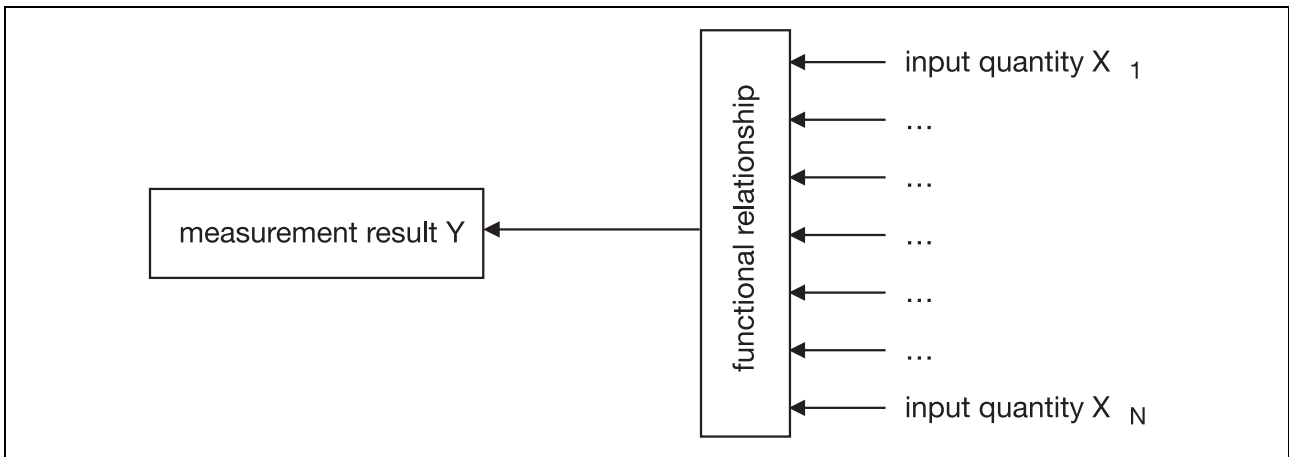 input quantity X 1
...
...
...
...
...
input quantity X N
functional relationship
measurement result Y